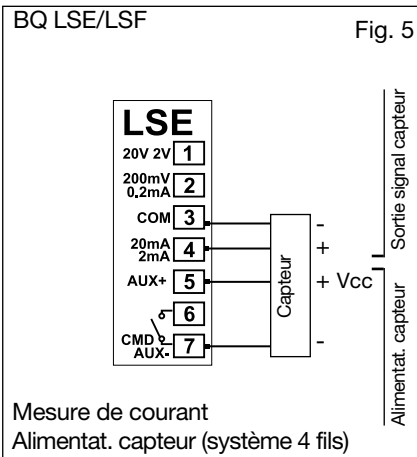 BQ LSE/LSF
Fig. 5
LSE
20V 2V 1
200mV
0.2mA 2
COM 3
20mA
2mA 4
AUX+ 5
6
CMD
AUX- 7
Capteur
-
+
+ Vcc
-
Sortie signal capteur
Alimentat. capteur
Mesure de courant
Alimentat. capteur (système 4 fils)